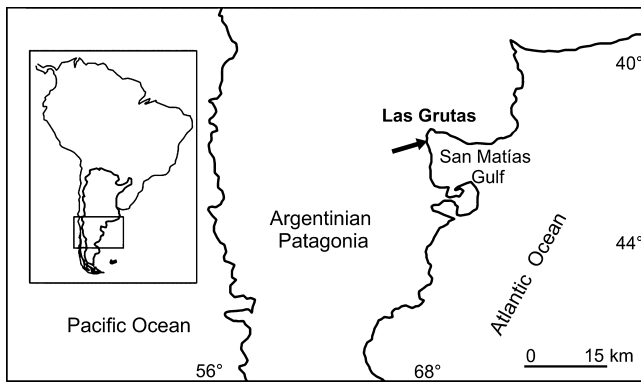 40°
Las Grutas
San Matías
Gulf
Argentinian
Patagonia
44°
Atlantic Ocean
Pacific Ocean
56°
68°
0 15 km